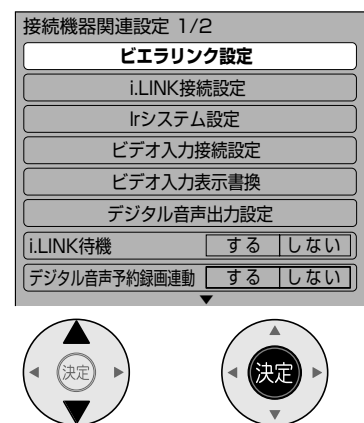 接続機器関連設定 1/2
ビエラリンク設定
i.LINK接続設定
Irシステム設定
ビデオ入力接続設定
ビデオ入力表示書換
デジタル音声出力設定
i.LINK待機 する しない
デジタル音声予約録画連動 する しない
決定 決定